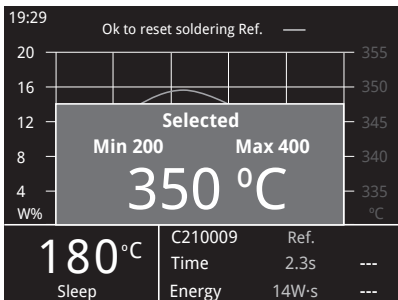 19:29
Ok to reset soldering Ref. —
20 355
16 350
12 345
8 340
4 335
W% ºC
Selected
Min 200 Max 400
350 ºC
180ºC
Sleep
C210009 Ref.
Time 2.3s ---
Energy 14W·s ---